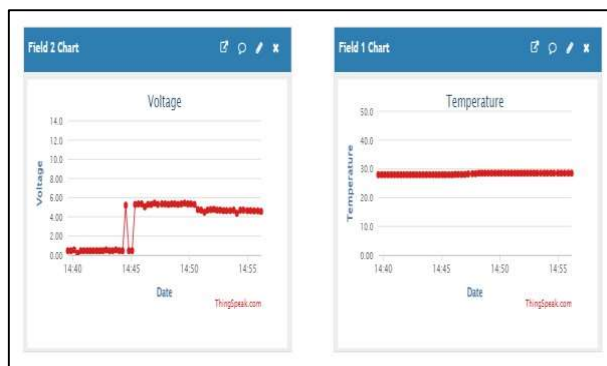 Field 2 Chart
Voltage
Voltage
14.0
12.0
10.0
8.00
6.00
4.00
2.00
0.00
14:40
14:45
14:50
14:55
Date
ThingSpeak.com
Field 1 Chart
Temperature
Temperature
50.0
40.0
30.0
20.0
10.0
0.00
14:40
14:45
14:50
14:55
Date
ThingSpeak.com